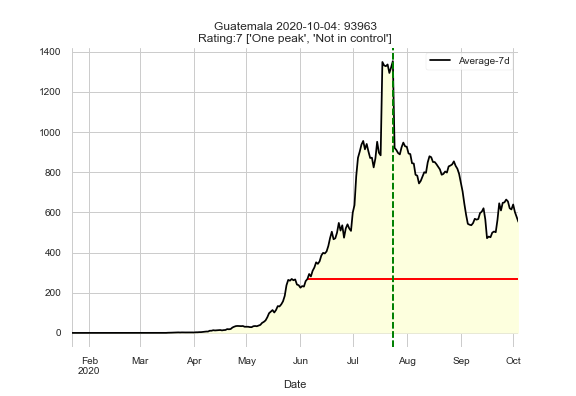 Guatemala 2020-10-04: 93963
Rating:7 ['One peak', 'Not in control']
Average-7d
1400
1200
1000
800
600
400
200
0
Feb Mar Apr May Jun Jul Aug Sep Oct
2020
Date